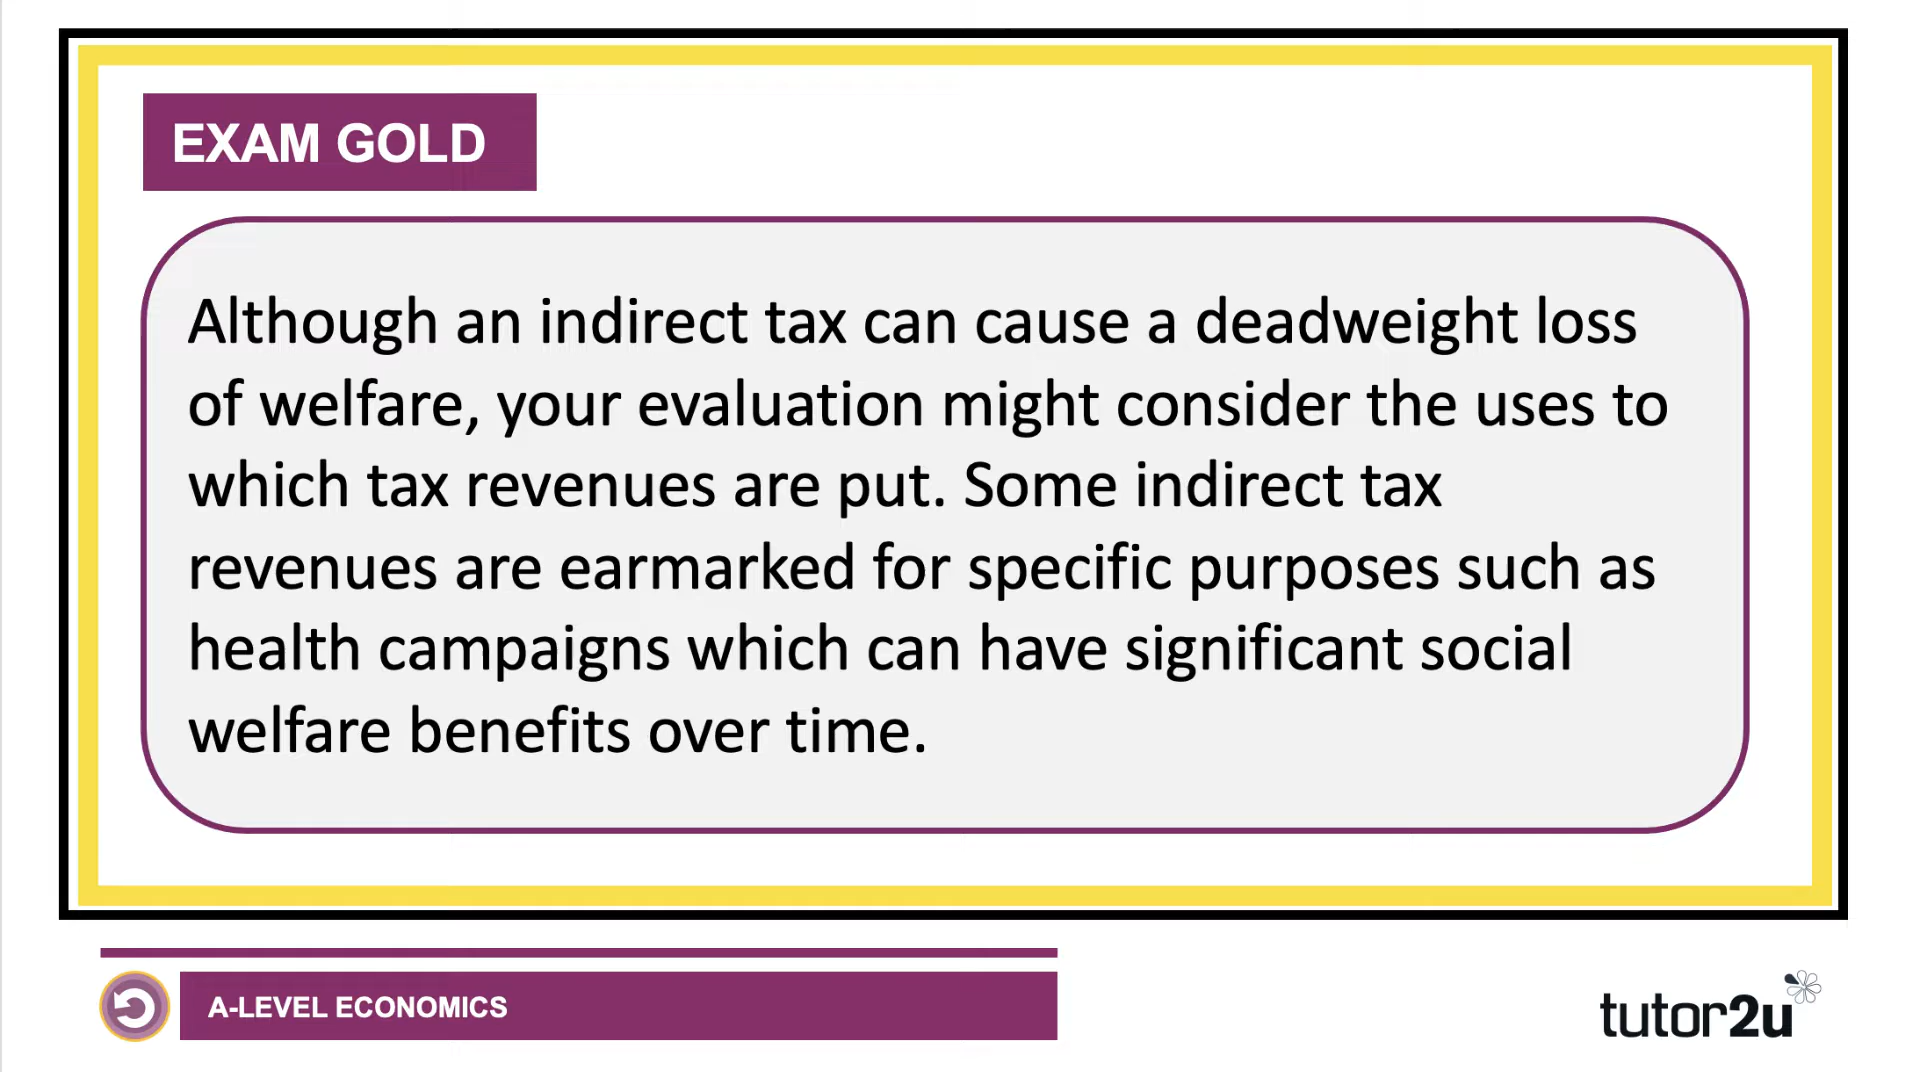 EXAM GOLD
Although an indirect tax can cause a deadweight loss
of welfare, your evaluation might consider the uses to
which tax revenues are put. Some indirect tax
revenues are earmarked for specific purposes such as
health campaigns which can have significant social
welfare benefits over time.
A-LEVEL ECONOMICS
tutor2u